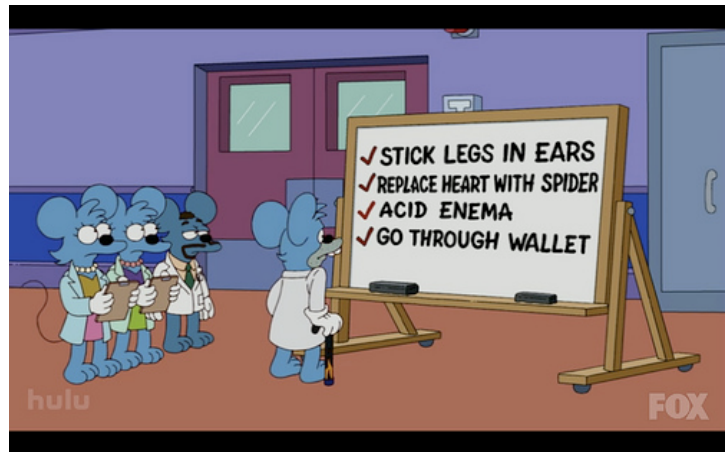 STICK LEGS IN EARS
REPLACE HEART WITH SPIDER
ACID ENEMA
GO THROUGH WALLET
hulu
FOX